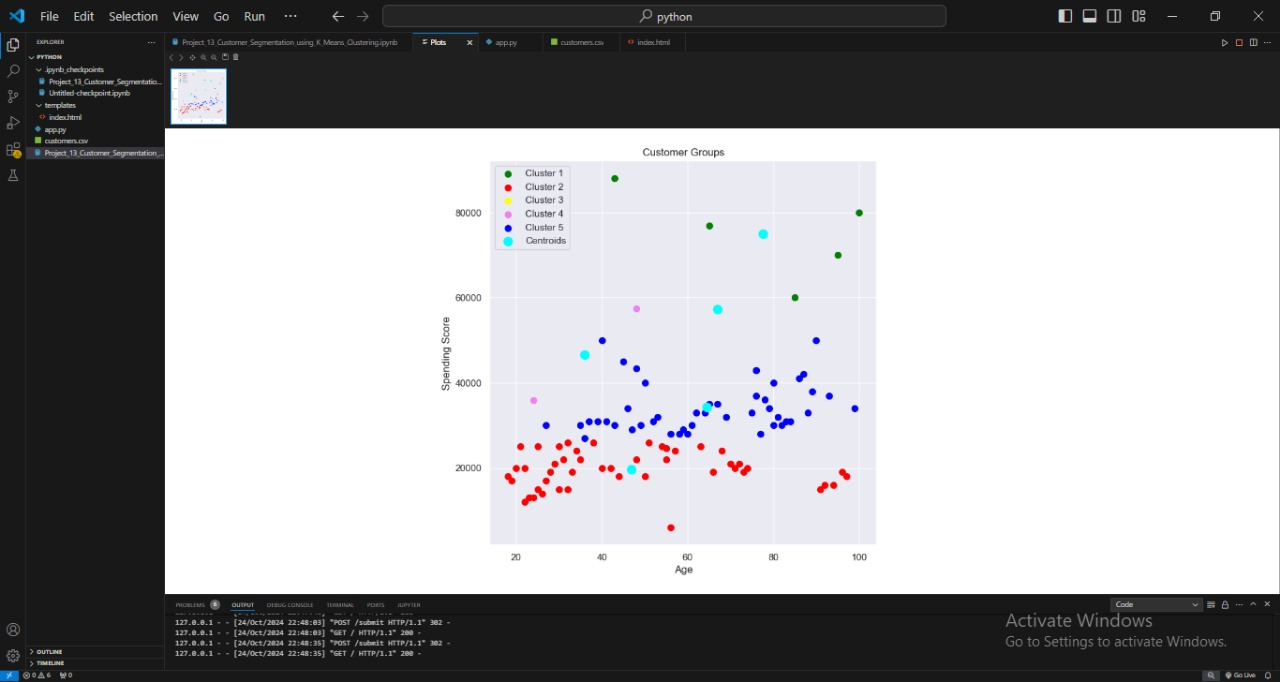 File Edit Selection View Go Run ··· python
EXPLORER
Project_13_Customer_Segmentation_using_K_Means_Clustering.ipynb Plots app.py customers.csv index.html
PYTHON
.ipynb_checkpoints
Project_13_Customer_Segmentatio...
Untitled-checkpoint.ipynb
templates
index.html
app.py
customers.csv
Project_13_Customer_Segmentation_...
Customer Groups
Cluster 1
Cluster 2
Cluster 3
Cluster 4
Cluster 5
Centroids
80000
60000
40000
20000
Spending Score
20 40 60 80 100
Age
PROBLEMS 8 OUTPUT DEBUG CONSOLE TERMINAL PORTS JUPYTER Code
127.0.0.1 - - [24/Oct/2024 22:48:03] "POST /submit HTTP/1.1" 302 -
127.0.0.1 - - [24/Oct/2024 22:48:03] "GET / HTTP/1.1" 200 -
127.0.0.1 - - [24/Oct/2024 22:48:35] "POST /submit HTTP/1.1" 302 -
127.0.0.1 - - [24/Oct/2024 22:48:35] "GET / HTTP/1.1" 200 -
Activate Windows
Go to Settings to activate Windows.
OUTLINE
TIMELINE
0 6 0 Go Live